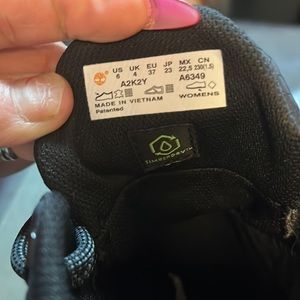 US UK EU JP MX CN
6 4 37 23 22,5 230(1.5)
A2K2Y A6349
MADE IN VIETNAM WOMENS
Patented
TIMBERDRY™